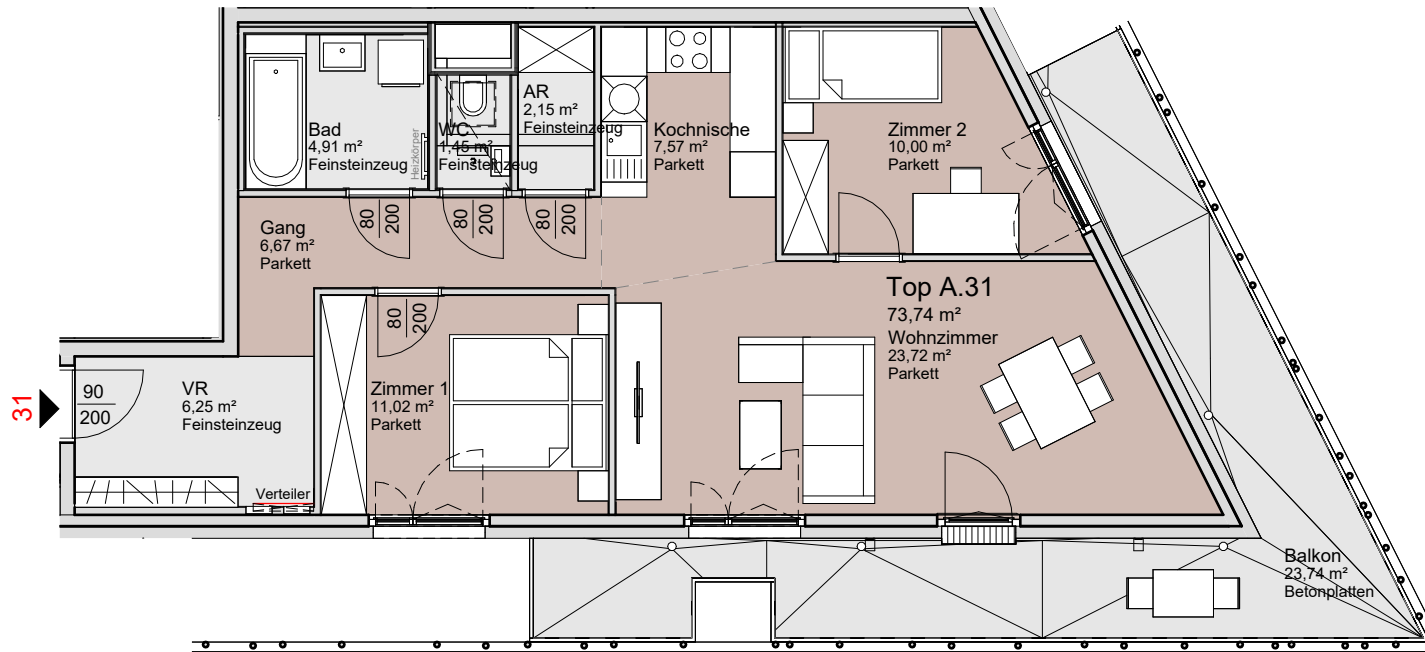 Bad
4,91 m²
Feinsteinzeug
Heizkörper
WC
1,45 m²
Feinsteinzeug
AR
2,15 m²
Feinsteinzeug
Kochnische
7,57 m²
Parkett
Zimmer 2
10,00 m²
Parkett
80
200
80
200
80
200
Gang
6,67 m²
Parkett
Top A.31
73,74 m²
Wohnzimmer
23,72 m²
Parkett
80
200
31
90
200
VR
6,25 m²
Feinsteinzeug
Zimmer 1
11,02 m²
Parkett
Verteiler
Balkon
23,74 m²
Betonplatten